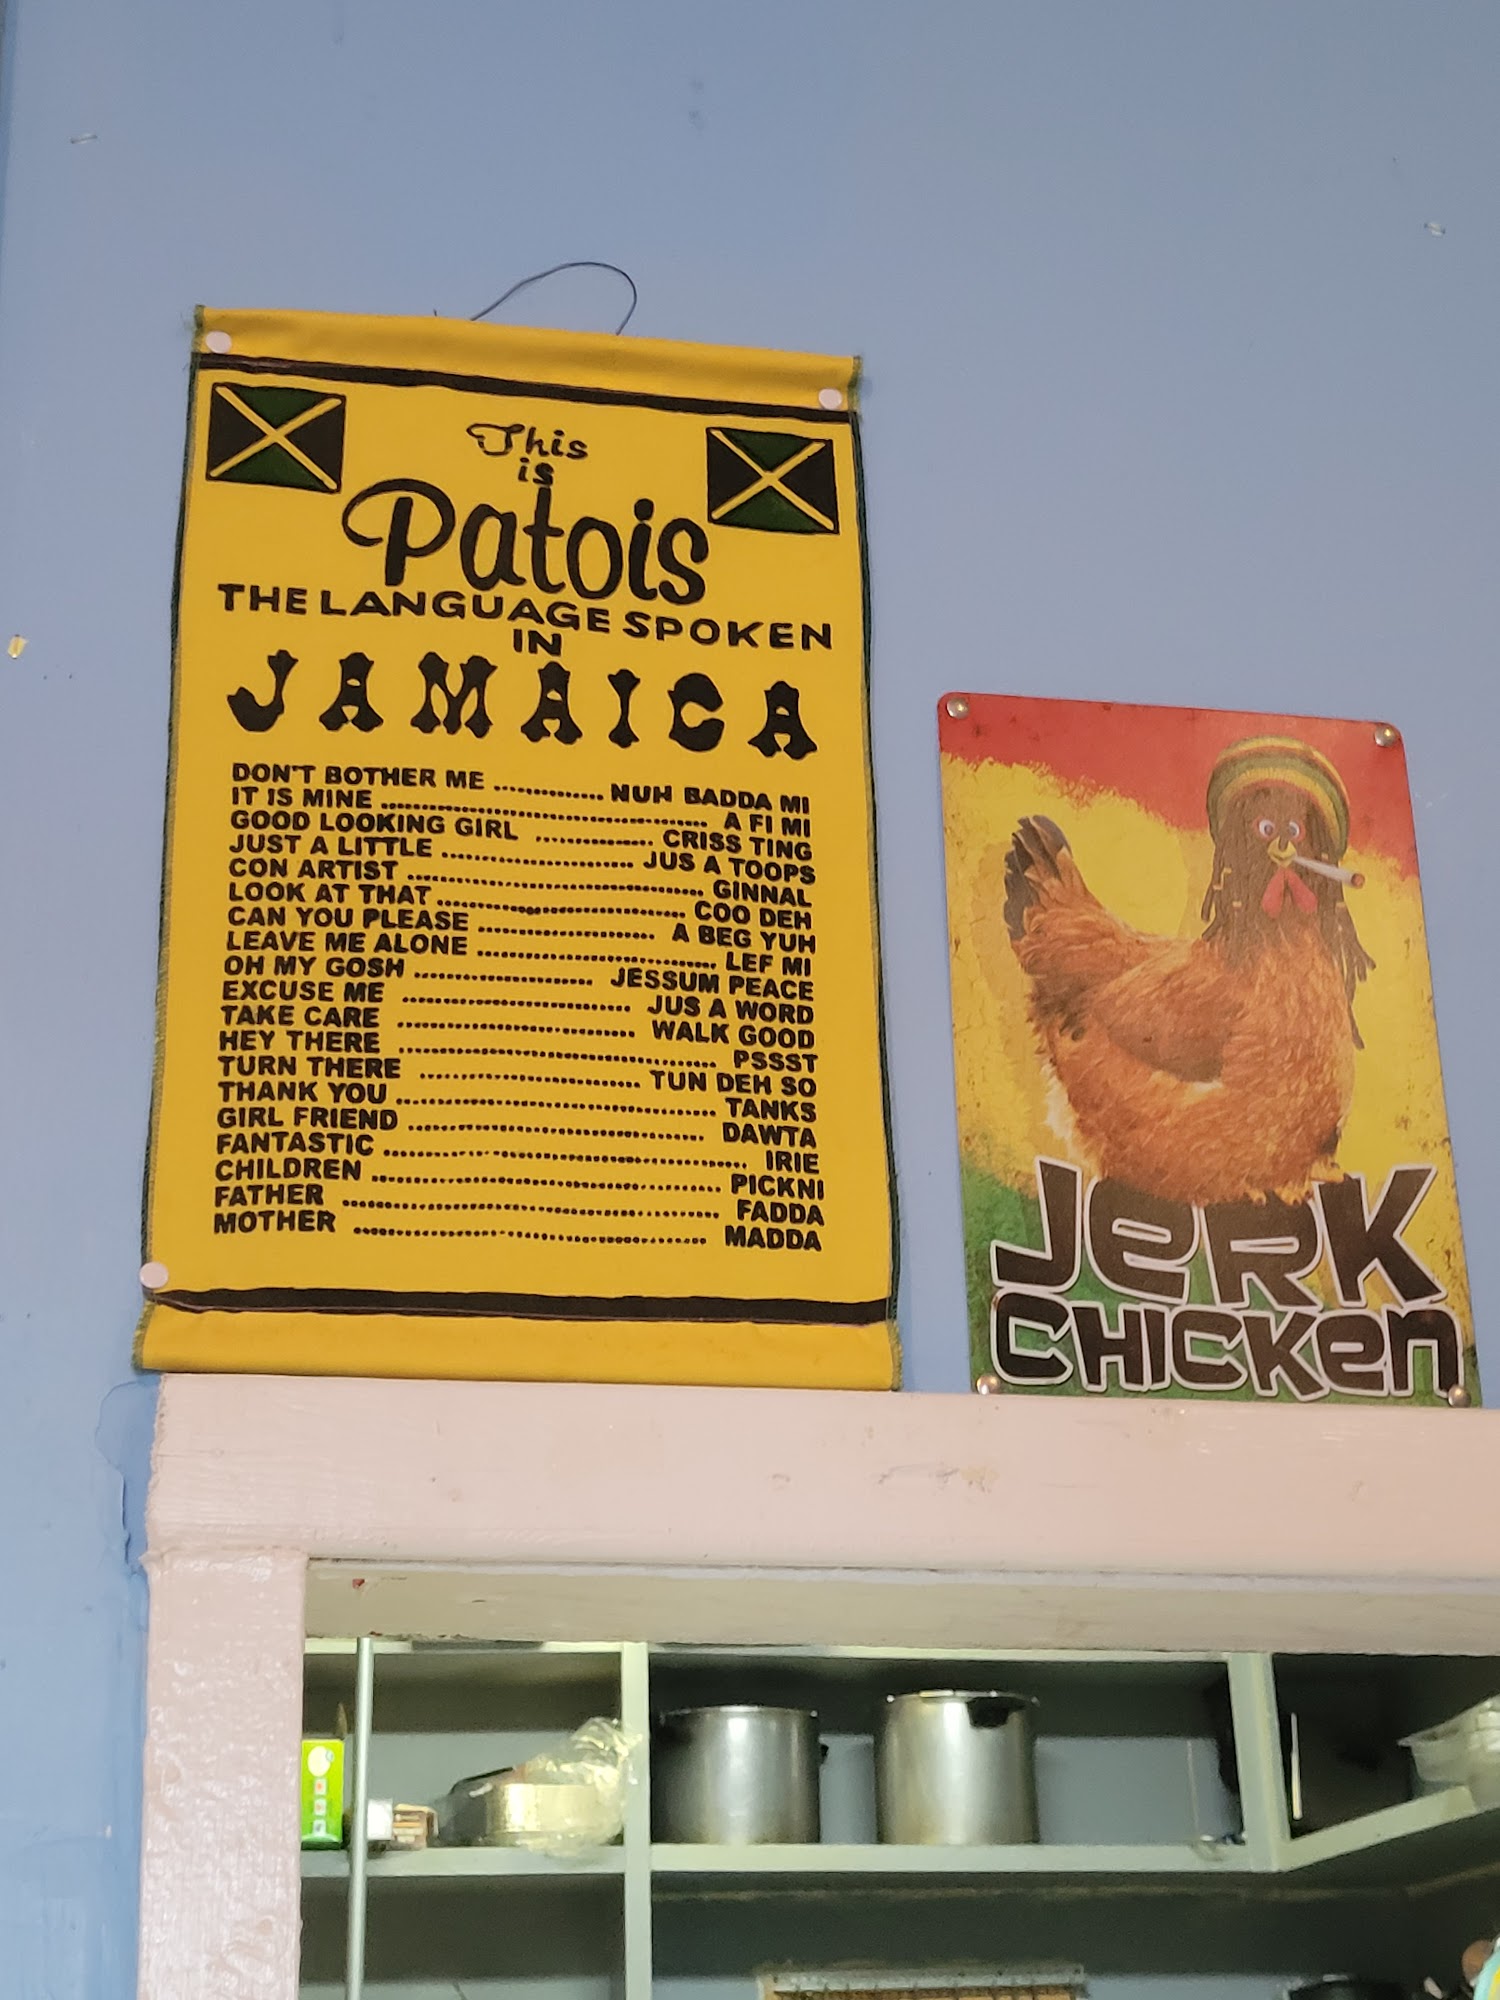 This
is
Patois
THE LANGUAGE SPOKEN
IN
JAMAICA
DON'T BOTHER ME .............. NUH BADDA MI
IT IS MINE .............. A FI MI
GOOD LOOKING GIRL .............. CRISS TING
JUST A LITTLE .............. JUS A TOOPS
CON ARTIST .............. GINNAL
LOOK AT THAT .............. COO DEH
CAN YOU PLEASE .............. A BEG YUH
LEAVE ME ALONE .............. LEF MI
OH MY GOSH .............. JESSUM PEACE
EXCUSE ME .............. JUS A WORD
TAKE CARE .............. WALK GOOD
HEY THERE .............. PSSST
TURN THERE .............. TUN DEH SO
THANK YOU .............. TANKS
GIRL FRIEND .............. DAWTA
FANTASTIC .............. IRIE
CHILDREN .............. PICKNI
FATHER .............. FADDA
MOTHER .............. MADDA
JERK
CHICKEN